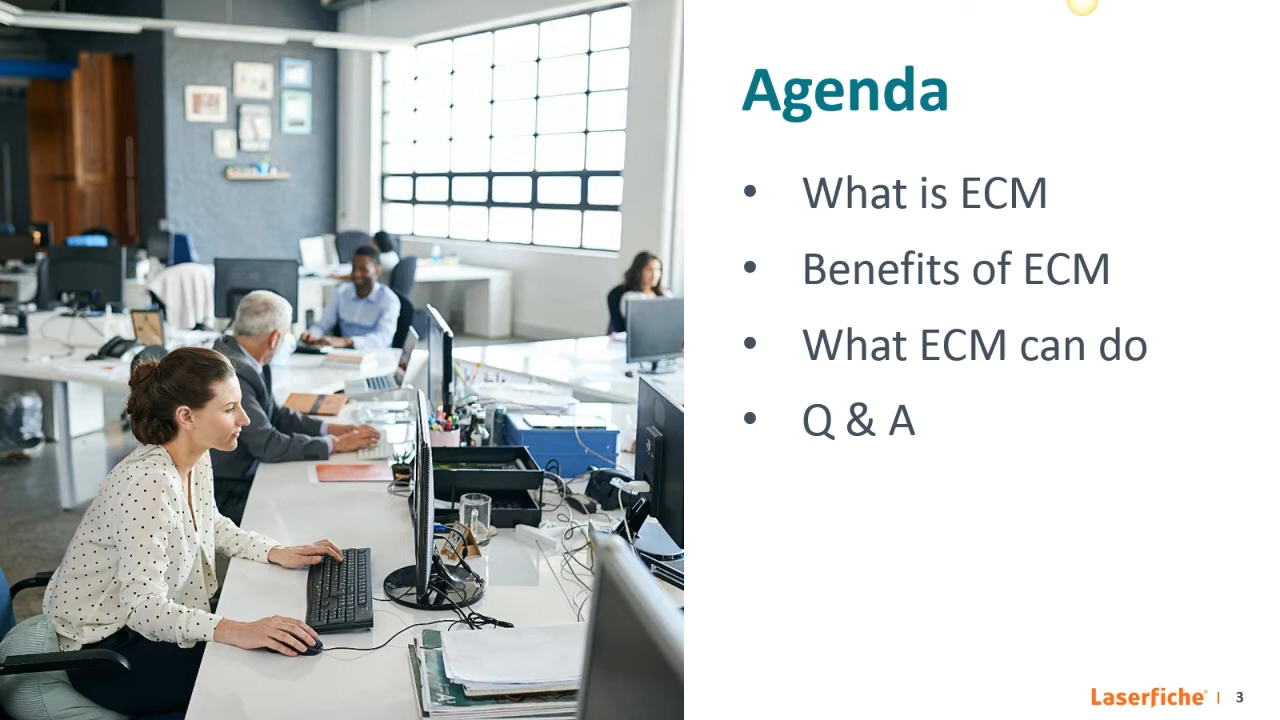 Agenda
• What is ECM
• Benefits of ECM
• What ECM can do
• Q & A
Laserfiche® | 3